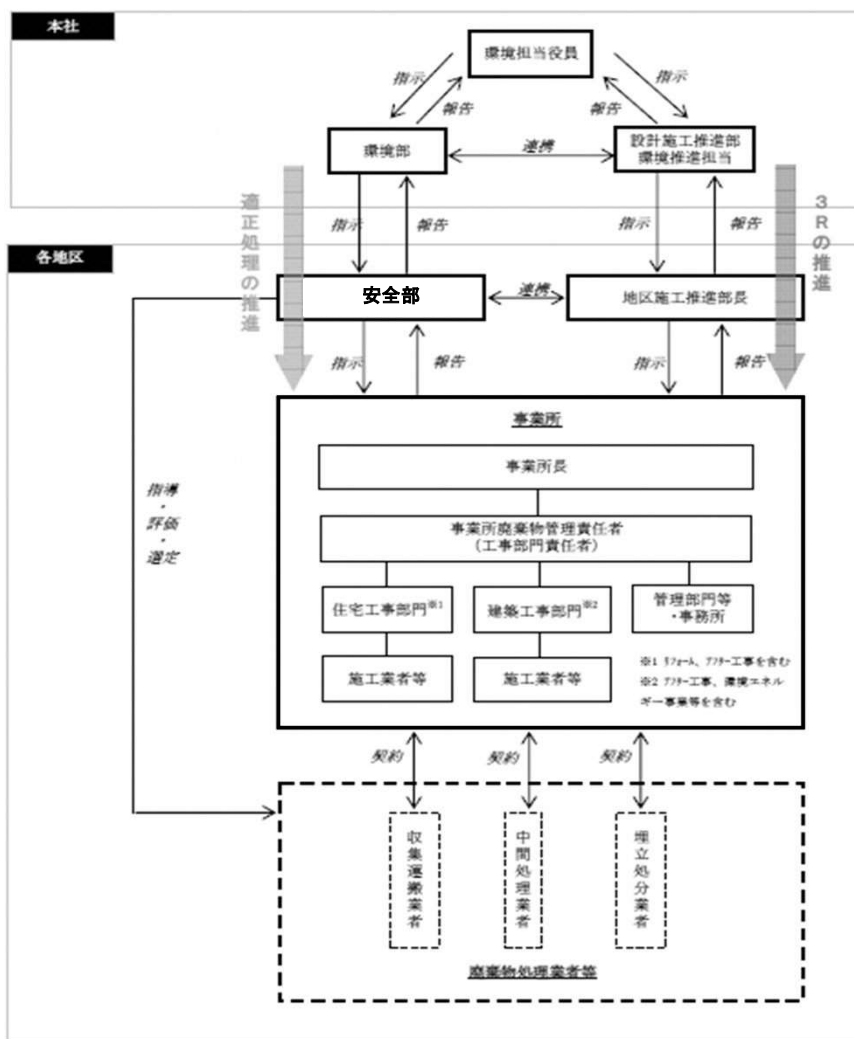 本社
環境担当役員
指示
報告
報告
指示
環境部
連携
設計施工推進部
環境推進担当
適正処理の推進
3Rの推進
指示
報告
指示
報告
各地区
安全部
連携
地区施工推進部長
指示
報告
指示
報告
事業所
事業所長
指導
・
評価
・
選定
事業所廃棄物管理責任者
(工事部門責任者)
住宅工事部門※1
建築工事部門※2
管理部門等
・事務所
施工業者等
施工業者等
※1 リフォーム、アフター工事を含む
※2 アフター工事、環境エネル
ギー事業等を含む
契約
契約
契約
収集運搬業者
中間処理業者
埋立処分業者
廃棄物処理業者等